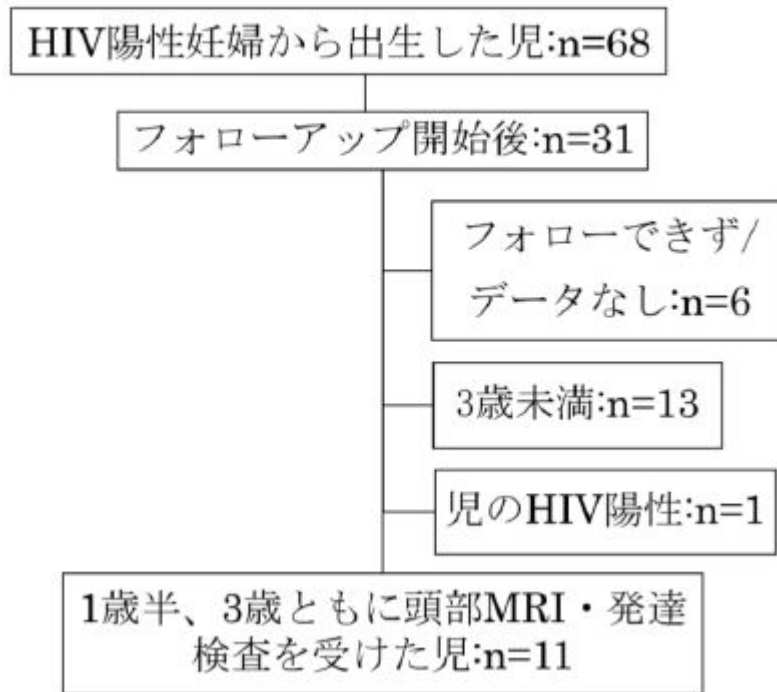 HIV陽性妊婦から出生した児:n=68
フォローアップ開始後:n=31
フォローできず/
データなし:n=6
3歳未満:n=13
児のHIV陽性:n=1
1歳半、3歳ともに頭部MRI・発達
検査を受けた児:n=11